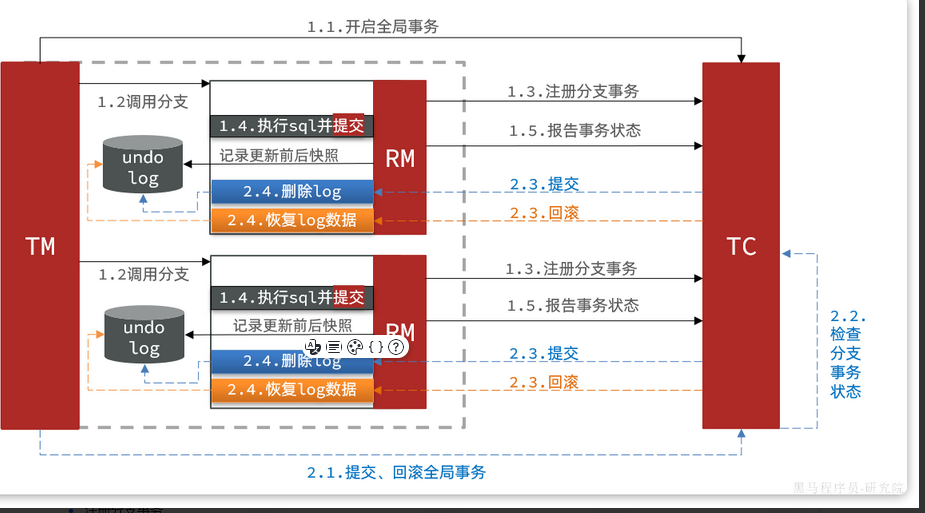 1.1.开启全局事务
TM
1.2调用分支
undo
log
1.4.执行sql并提交
记录更新前后快照
2.4.删除log
2.4.恢复log数据
RM
1.3.注册分支事务
1.5.报告事务状态
2.3.提交
2.3.回滚
1.2调用分支
undo
log
1.4.执行sql并提交
记录更新前后快照
2.4.删除log
2.4.恢复log数据
RM
1.3.注册分支事务
1.5.报告事务状态
2.3.提交
2.3.回滚
TC
2.2.
检查
分支
事务
状态
2.1.提交、回滚全局事务
黑马程序员-研究院